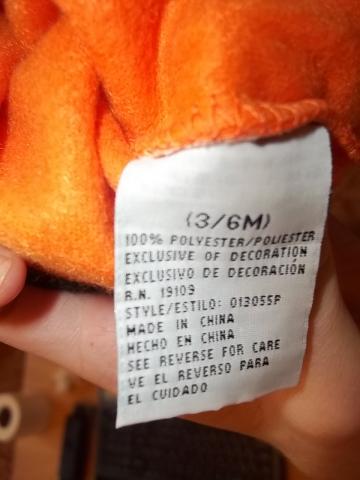 (3/6M)
100% POLYESTER/POLIESTER
EXCLUSIVE OF DECORATION
EXCLUSIVO DE DECORACIÓN
R.N. 19109
STYLE/ESTILO: 013055P
MADE IN CHINA
HECHO EN CHINA
SEE REVERSE FOR CARE
VE EL REVERSO PARA
EL CUIDADO